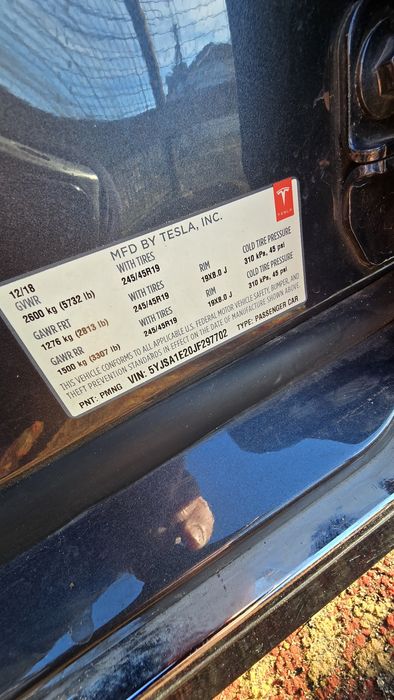 MFD BY TESLA, INC.
TESLA
12/18
GVWR WITH TIRES RIM COLD TIRE PRESSURE
2600 kg (5732 lb) 245/45R19 19X8.0 J 310 kPa, 45 psi
GAWR FRT WITH TIRES RIM COLD TIRE PRESSURE
1276 kg (2813 lb) 245/45R19 19X8.0 J 310 kPa, 45 psi
GAWR RR
1500 kg (3307 lb) 245/45R19
THIS VEHICLE CONFORMS TO ALL APPLICABLE U.S. FEDERAL MOTOR VEHICLE SAFETY, BUMPER, AND
THEFT PREVENTION STANDARDS IN EFFECT ON THE DATE OF MANUFACTURE SHOWN ABOVE.
PNT: PMNG VIN: 5YJSA1E20JF297702 TYPE: PASSENGER CAR